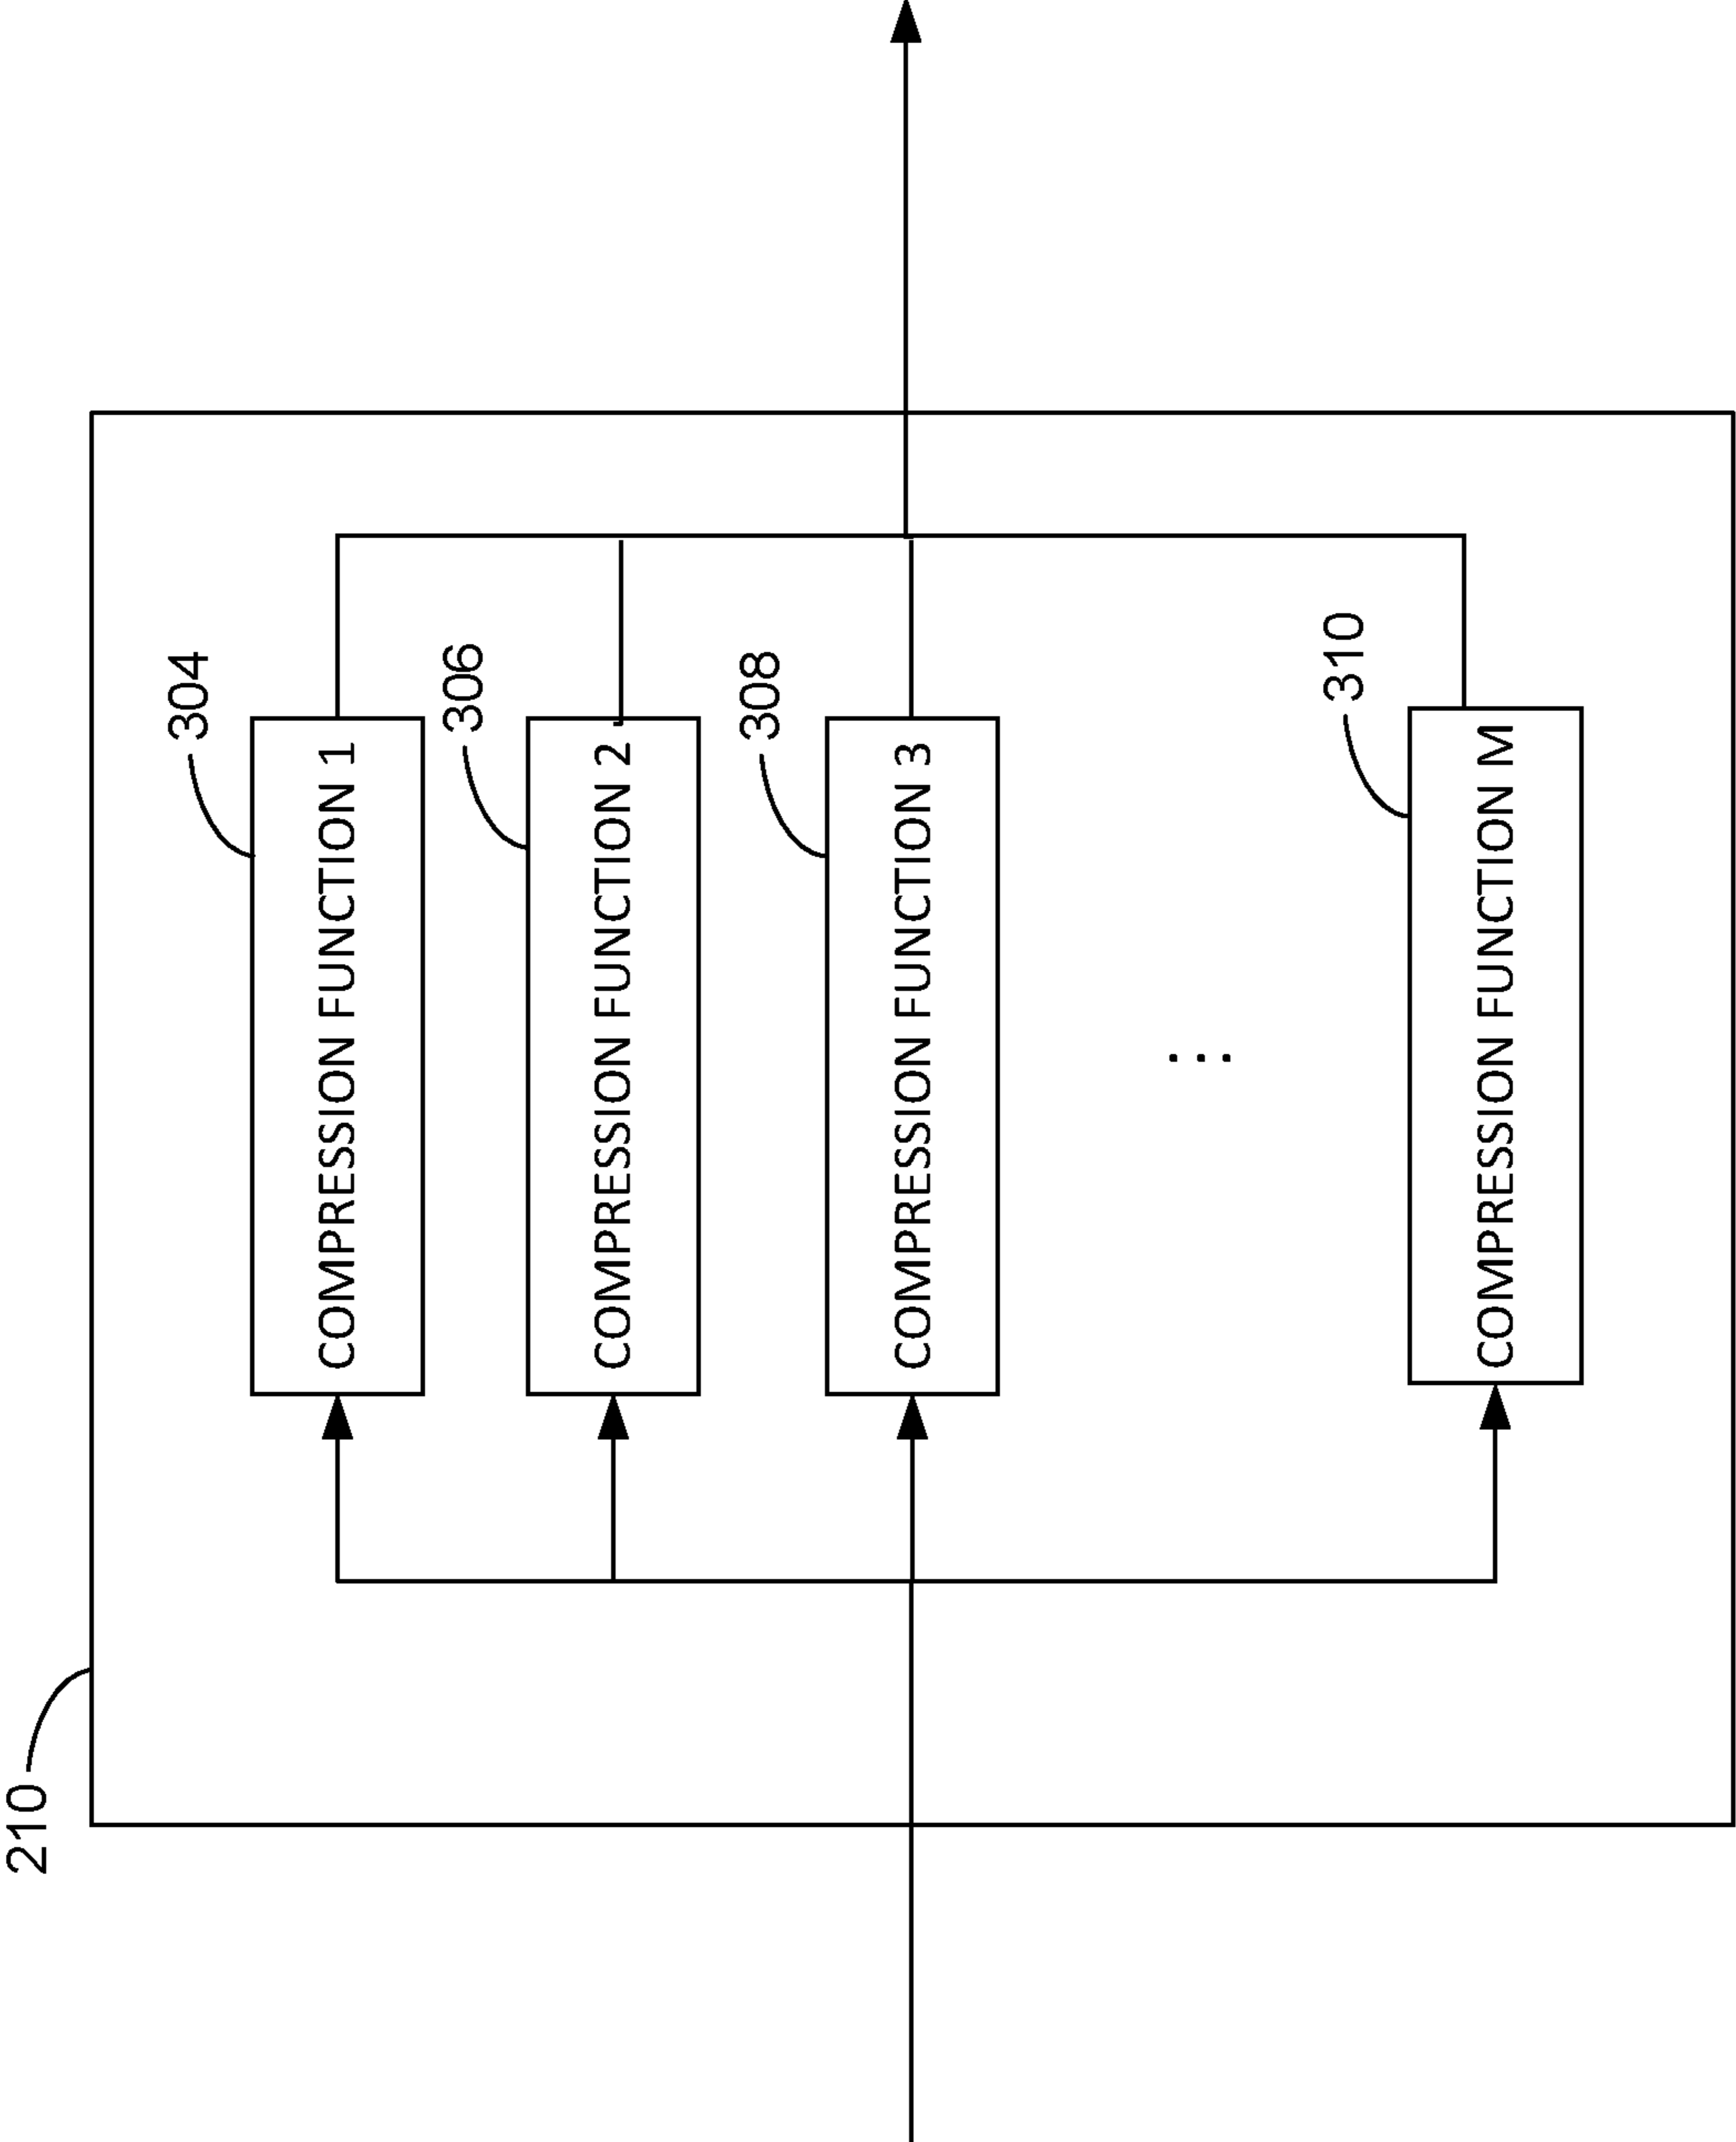 210
304
COMPRESSION FUNCTION 1
306
COMPRESSION FUNCTION 2
308
COMPRESSION FUNCTION 3
...
310
COMPRESSION FUNCTION M